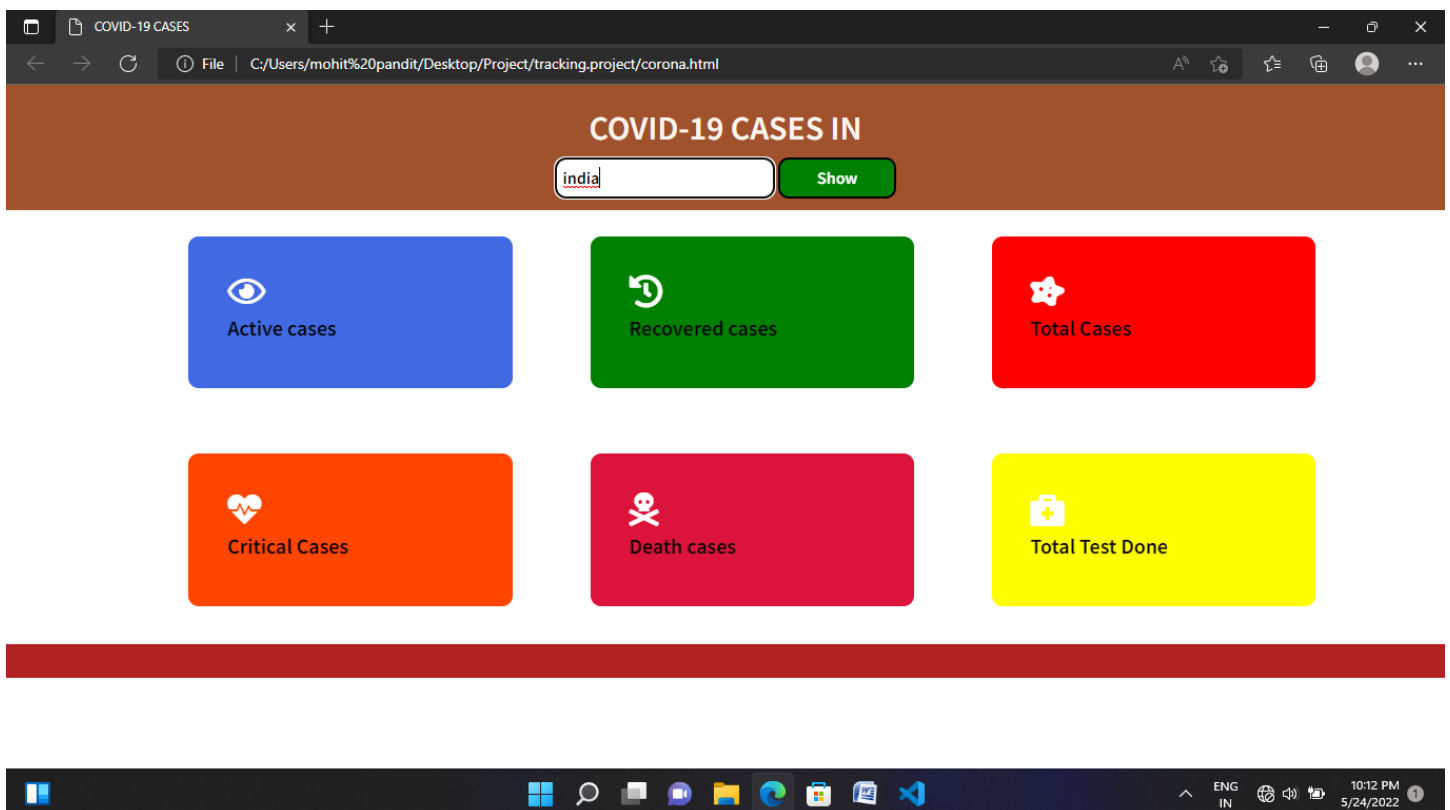 COVID-19 CASES
File
C:/Users/mohit%20pandit/Desktop/Project/tracking.project/corona.html
COVID-19 CASES IN
india
Show
Active cases
Recovered cases
Total Cases
Critical Cases
Death cases
Total Test Done
ENG
IN
10:12 PM
5/24/2022
1